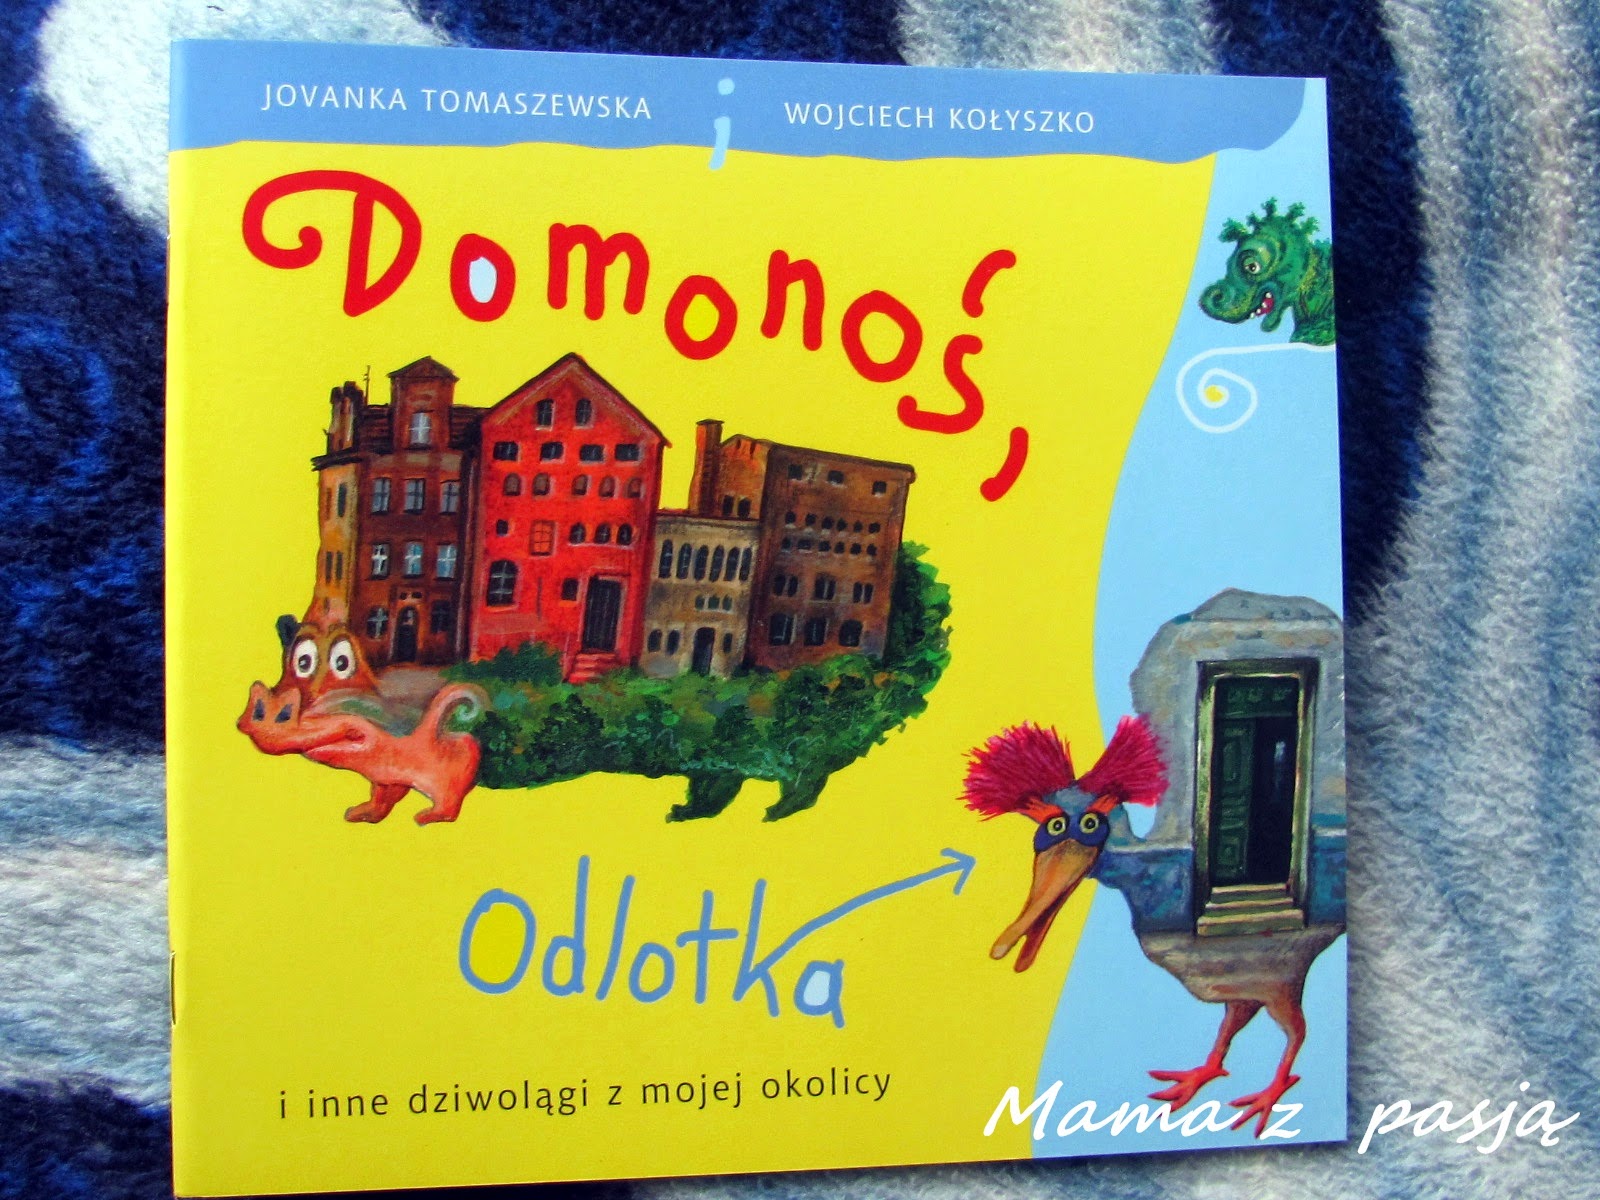 JOVANKA TOMASZEWSKA i WOJCIECH KOŁYSZKO
Domonoś,
Odlotka
i inne dziwolągi z mojej okolicy
Mama z pasją